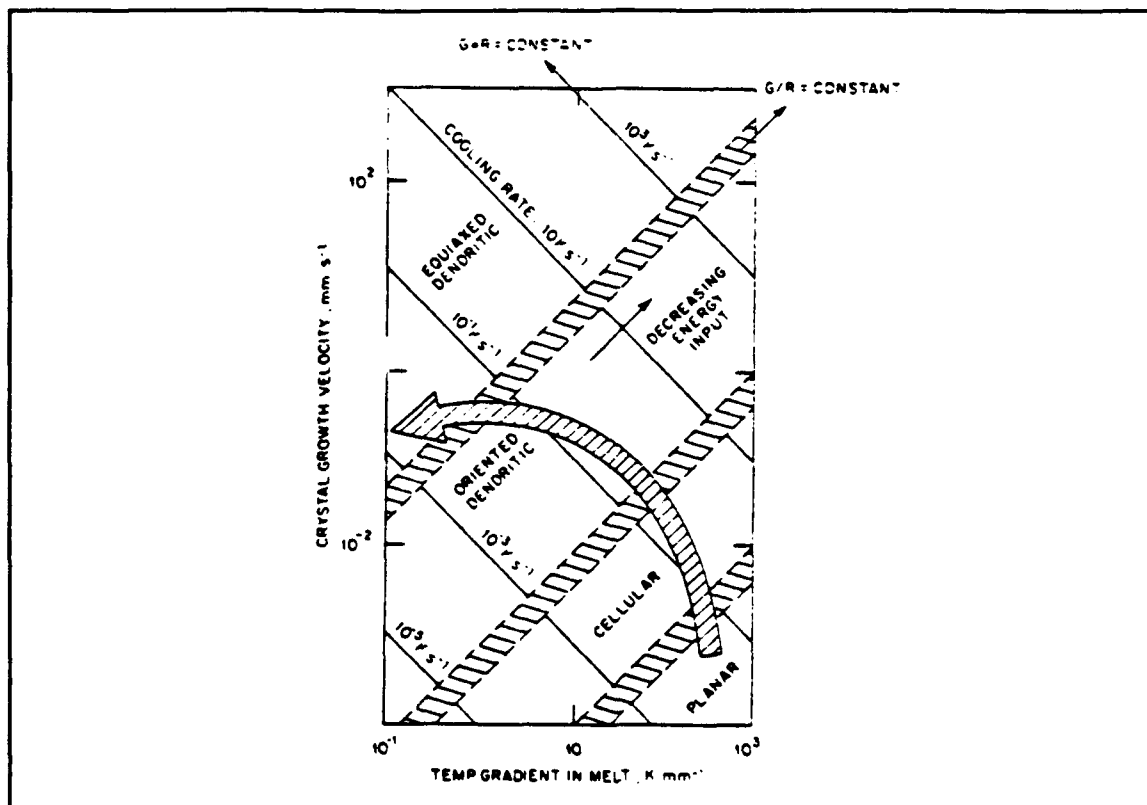 G•R = CONSTANT
G/R = CONSTANT
10³/s⁻¹
COOLING RATE, 10/s⁻¹
10²
EQUIAXED
DENDRITIC
DECREASING
ENERGY
INPUT
10⁻¹/s⁻¹
CRYSTAL GROWTH VELOCITY, mm s⁻¹
ORIENTED
DENDRITIC
10⁻²
10⁻³/s⁻¹
CELLULAR
10⁻⁵/s⁻¹
PLANAR
10⁻¹
10
10³
TEMP. GRADIENT IN MELT, K mm⁻¹